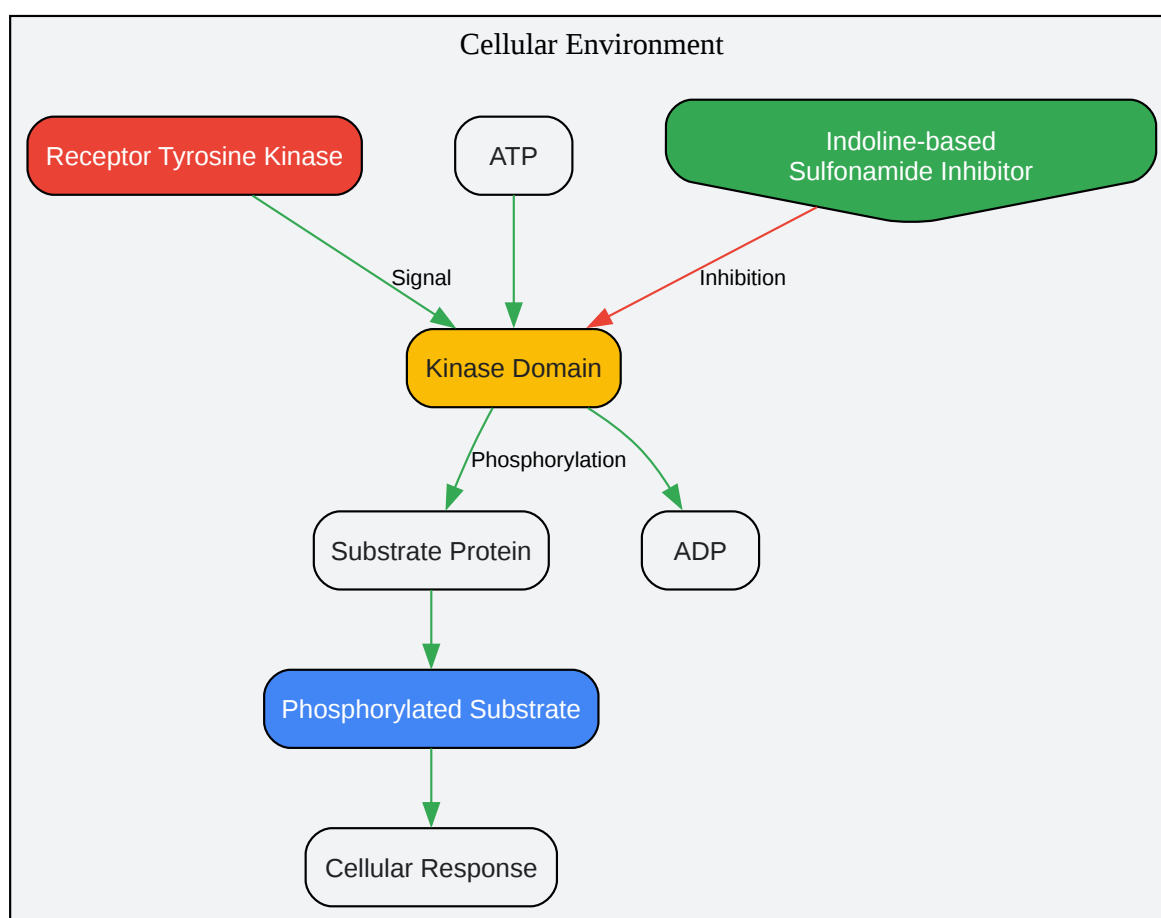 Cellular Environment
Receptor Tyrosine Kinase
ATP
Indoline-based
Sulfonamide Inhibitor
Signal
Inhibition
Kinase Domain
Phosphorylation
Substrate Protein
ADP
Phosphorylated Substrate
Cellular Response